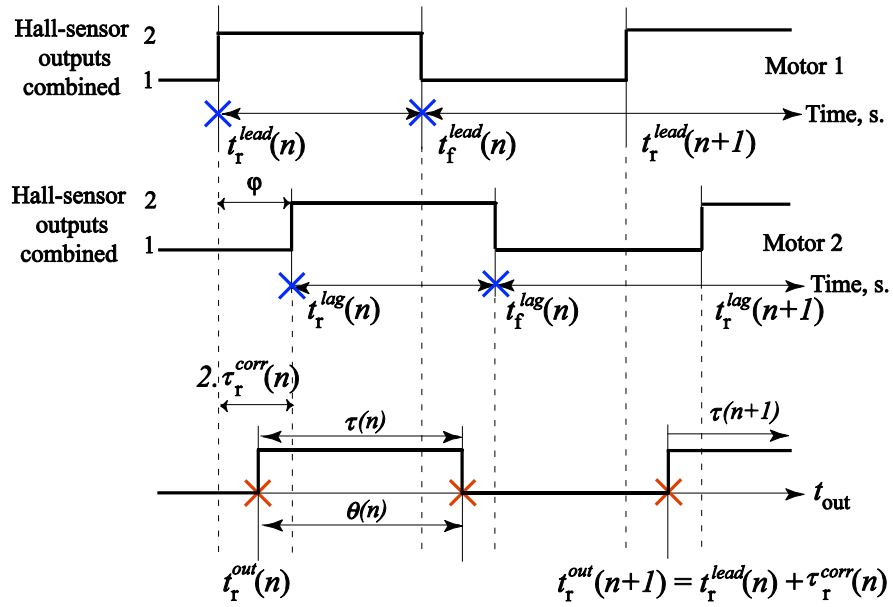 Hall-sensor
outputs
combined
2
1
Motor 1
Time, s.
t_r^{lead}(n)
t_f^{lead}(n)
t_r^{lead}(n+1)
φ
Hall-sensor
outputs
combined
2
1
Motor 2
Time, s.
t_r^{lag}(n)
t_f^{lag}(n)
t_r^{lag}(n+1)
2.τ_r^{corr}(n)
τ(n)
τ(n+1)
θ(n)
t_{out}
t_r^{out}(n)
t_r^{out}(n+1) = t_r^{lead}(n) + τ_r^{corr}(n)